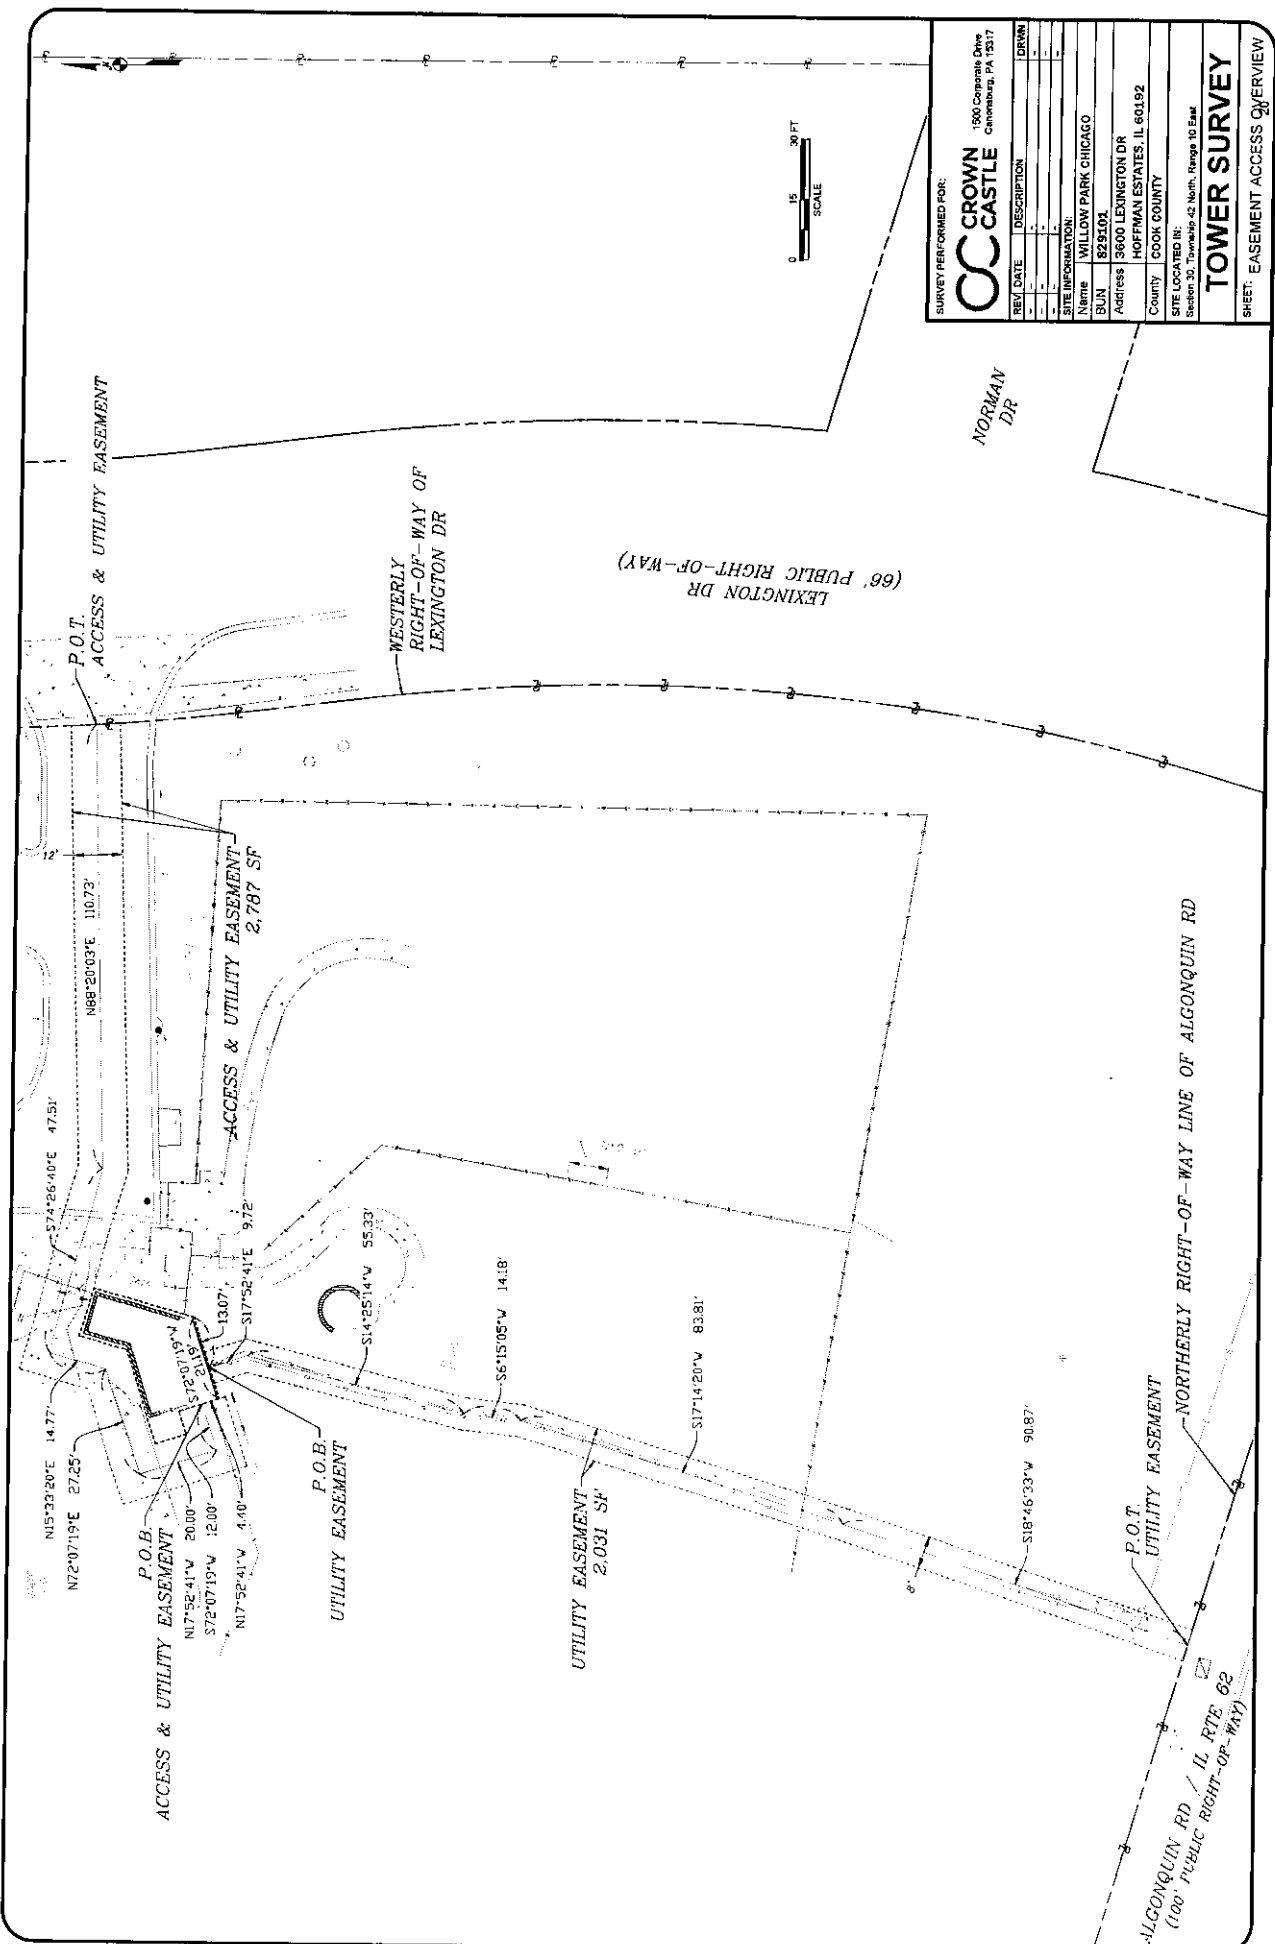 P.O.T.
ACCESS & UTILITY EASEMENT
WESTERLY
RIGHT-OF-WAY OF
LEXINGTON DR
LEXINGTON DR
(66' PUBLIC RIGHT-OF-WAY)
NORMAN
DR
0 15 30 FT
SCALE
12'
N88°20'03"E 110.73'
ACCESS & UTILITY EASEMENT
2,787 SF
S74°26'40"E 47.51'
N15°33'20"E 14.77'
N72°07'19"E 27.25'
P.O.B.
ACCESS & UTILITY EASEMENT
N17°52'41"W 20.00'
S72°07'19"W 12.00'
N17°52'41"W 4.40'
S72°07'19"W
21.19'
13.07'
S17°52'41"E 9.72'
P.O.B.
UTILITY EASEMENT
S14°25'14"W 55.33'
S6°15'05"W 14.18'
S17°14'20"W 83.81'
UTILITY EASEMENT
2,031 SF
8'
S18°46'33"W 90.87'
P.O.T.
UTILITY EASEMENT
NORTHERLY RIGHT-OF-WAY LINE OF ALGONQUIN RD
ALGONQUIN RD / IL RTE 62
(100' PUBLIC RIGHT-OF-WAY)
SURVEY PERFORMED FOR:
CROWN
CASTLE
1500 Corporate Drive
Canonsburg, PA 15317
REV DATE DESCRIPTION DRWN
SITE INFORMATION:
Name WILLOW PARK CHICAGO
BUN 829101
Address 3600 LEXINGTON DR
HOFFMAN ESTATES, IL 60192
County COOK COUNTY
SITE LOCATED IN:
Section 30, Township 42 North, Range 10 East
TOWER SURVEY
SHEET: EASEMENT ACCESS OVERVIEW
20